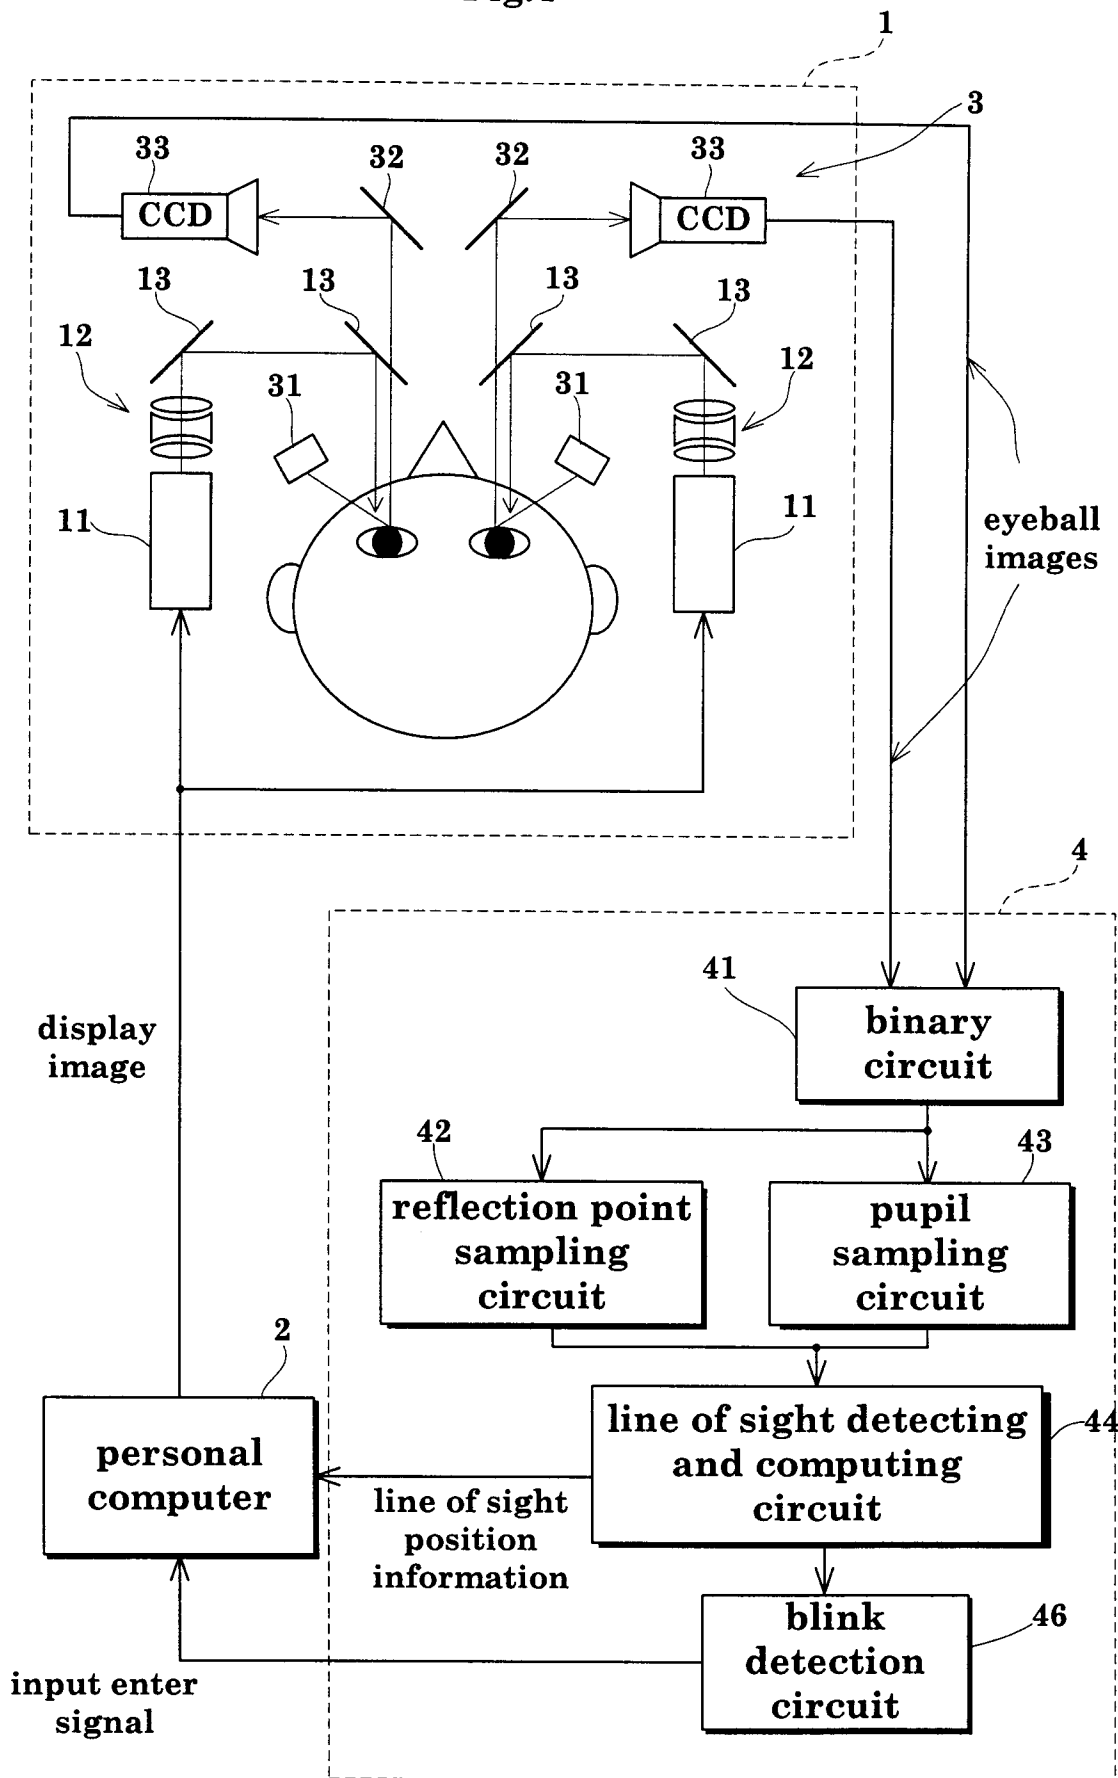 1
3
33
32
32
33
CCD
CCD
13
13
13
13
12
12
31
31
11
11
eyeball
images
4
41
binary
circuit
display
image
42
43
reflection point
sampling
circuit
pupil
sampling
circuit
2
personal
computer
line of sight detecting
and computing
circuit
44
line of sight
position
information
blink
detection
circuit
46
input enter
signal